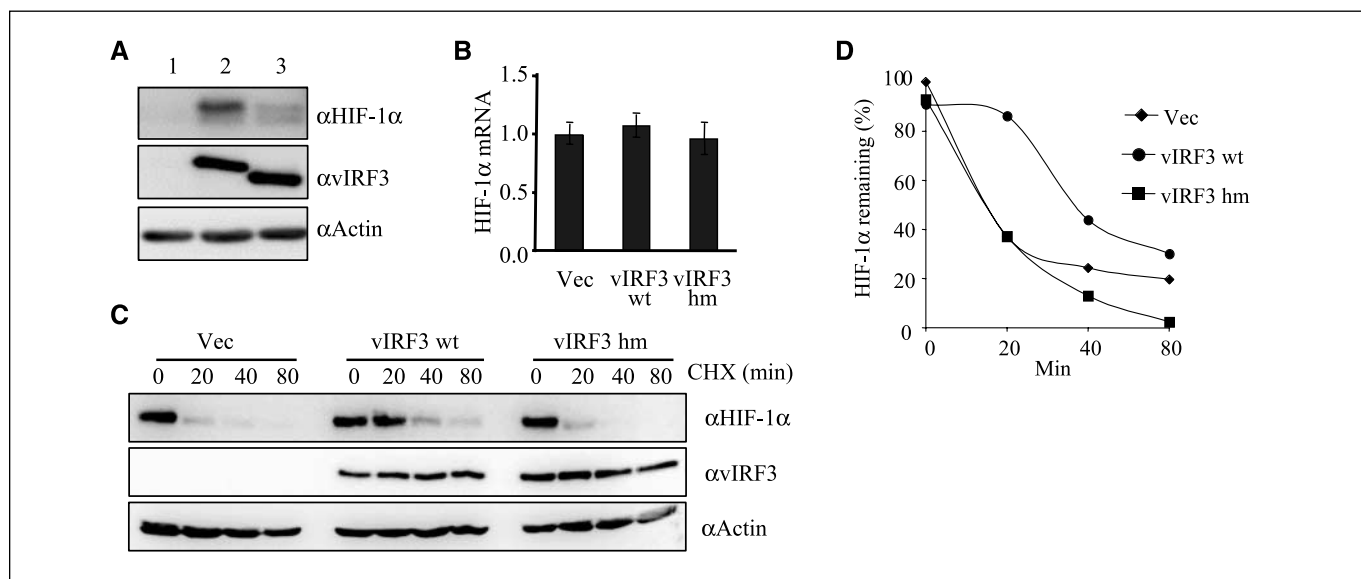 A
1 2 3
αHIF-1α
αvIRF3
αActin
B
HIF-1α mRNA
1.5
1.0
0.5
0.0
Vec
vIRF3 wt
vIRF3 hm
C
Vec vIRF3 wt vIRF3 hm
0 20 40 80 0 20 40 80 0 20 40 80 CHX (min)
αHIF-1α
αvIRF3
αActin
D
HIF-1α remaining (%)
100
80
60
40
20
0
0 20 40 80
Min
Vec
vIRF3 wt
vIRF3 hm